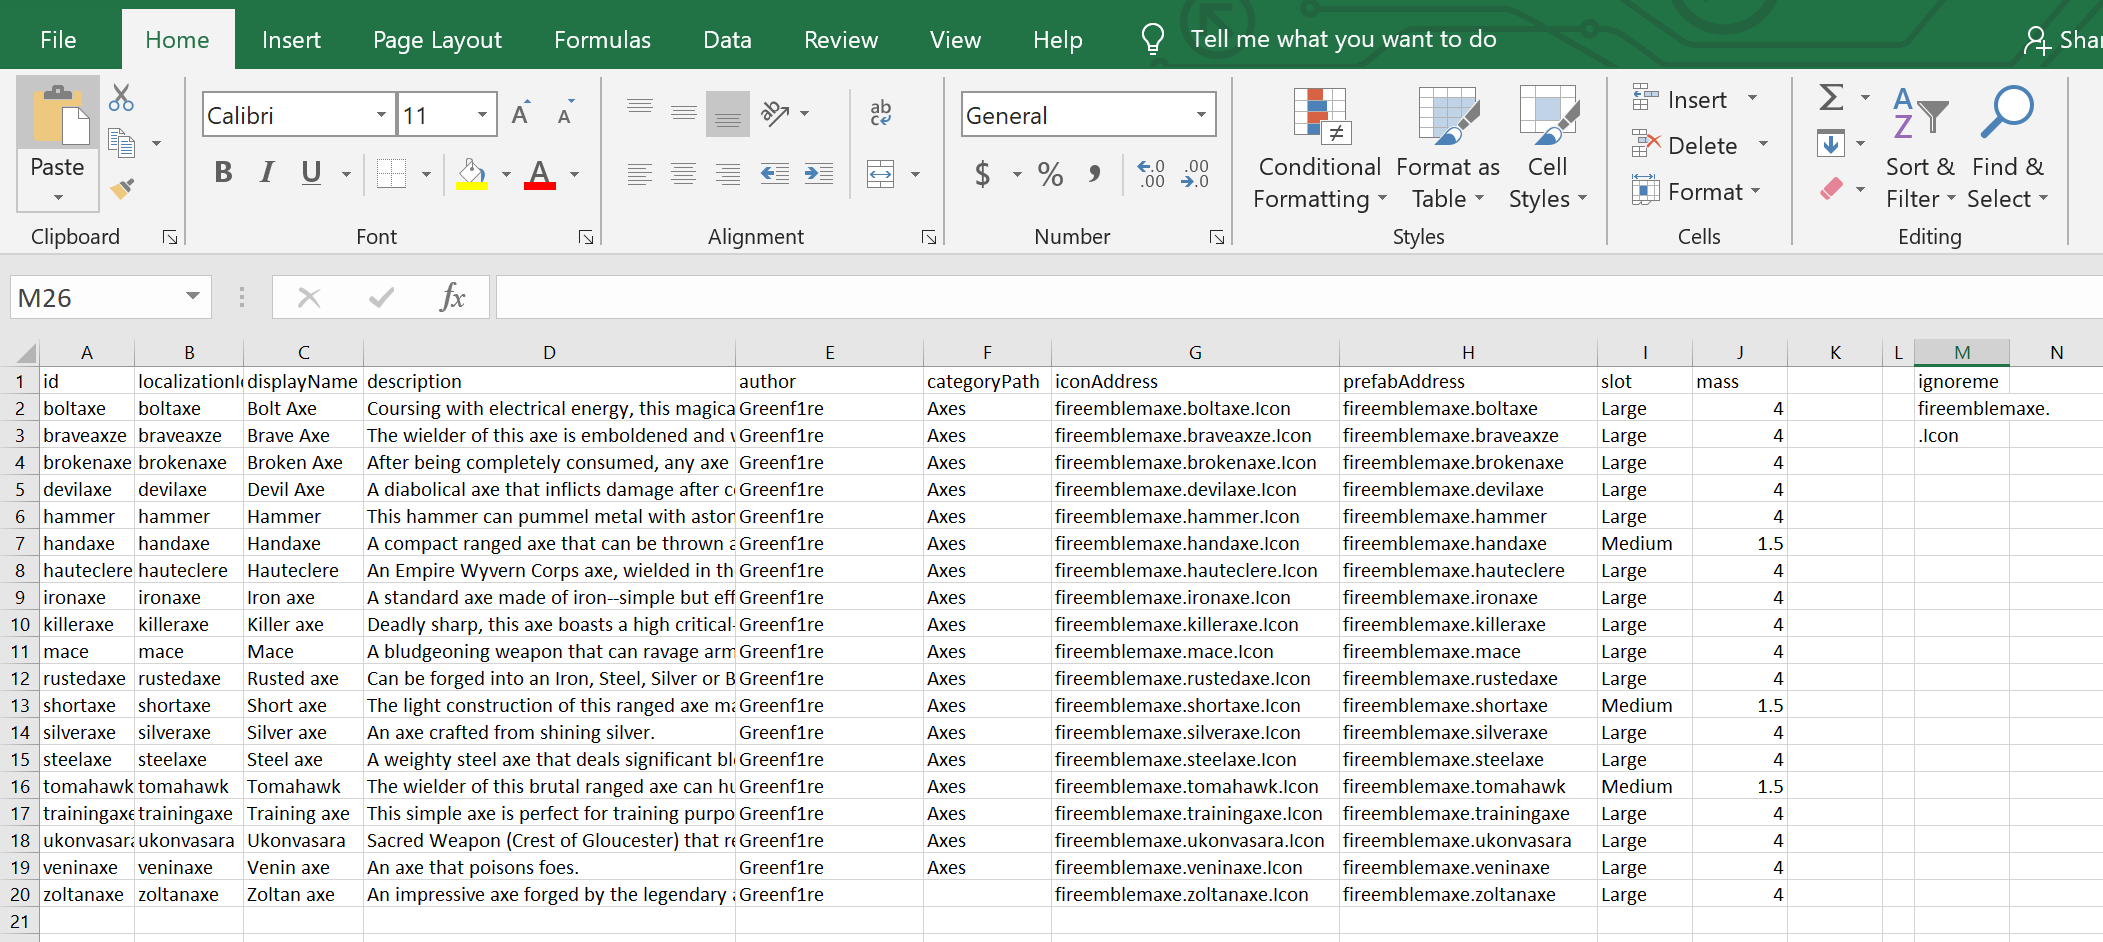 File Home Insert Page Layout Formulas Data Review View Help Tell me what you want to do Shar
Calibri 11 A A ab c General Insert Σ A Z
Paste B I U A $ % , .0 .00 .00 .0 Conditional Formatting Format as Table Cell Styles Delete Format Sort & Filter Find & Select
Clipboard Font Alignment Number Styles Cells Editing
M26 fx
A B C D E F G H I J K L M N
1 id localizationI displayName description author categoryPath iconAddress prefabAddress slot mass ignoreme
2 boltaxe boltaxe Bolt Axe Coursing with electrical energy, this magica Greenf1re Axes fireemblemaxe.boltaxe.Icon fireemblemaxe.boltaxe Large 4 fireemblemaxe.
3 braveaxze braveaxze Brave Axe The wielder of this axe is emboldened and Greenf1re Axes fireemblemaxe.braveaxze.Icon fireemblemaxe.braveaxze Large 4 .Icon
4 brokenaxe brokenaxe Broken Axe After being completely consumed, any axe Greenf1re Axes fireemblemaxe.brokenaxe.Icon fireemblemaxe.brokenaxe Large 4
5 devilaxe devilaxe Devil Axe A diabolical axe that inflicts damage after c Greenf1re Axes fireemblemaxe.devilaxe.Icon fireemblemaxe.devilaxe Large 4
6 hammer hammer Hammer This hammer can pummel metal with aston Greenf1re Axes fireemblemaxe.hammer.Icon fireemblemaxe.hammer Large 4
7 handaxe handaxe Handaxe A compact ranged axe that can be thrown a Greenf1re Axes fireemblemaxe.handaxe.Icon fireemblemaxe.handaxe Medium 1.5
8 hauteclere hauteclere Hauteclere An Empire Wyvern Corps axe, wielded in th Greenf1re Axes fireemblemaxe.hauteclere.Icon fireemblemaxe.hauteclere Large 4
9 ironaxe ironaxe Iron axe A standard axe made of iron--simple but eff Greenf1re Axes fireemblemaxe.ironaxe.Icon fireemblemaxe.ironaxe Large 4
10 killeraxe killeraxe Killer axe Deadly sharp, this axe boasts a high critical- Greenf1re Axes fireemblemaxe.killeraxe.Icon fireemblemaxe.killeraxe Large 4
11 mace mace Mace A bludgeoning weapon that can ravage arm Greenf1re Axes fireemblemaxe.mace.Icon fireemblemaxe.mace Large 4
12 rustedaxe rustedaxe Rusted axe Can be forged into an Iron, Steel, Silver or B Greenf1re Axes fireemblemaxe.rustedaxe.Icon fireemblemaxe.rustedaxe Large 4
13 shortaxe shortaxe Short axe The light construction of this ranged axe ma Greenf1re Axes fireemblemaxe.shortaxe.Icon fireemblemaxe.shortaxe Medium 1.5
14 silveraxe silveraxe Silver axe An axe crafted from shining silver. Greenf1re Axes fireemblemaxe.silveraxe.Icon fireemblemaxe.silveraxe Large 4
15 steelaxe steelaxe Steel axe A weighty steel axe that deals significant bl Greenf1re Axes fireemblemaxe.steelaxe.Icon fireemblemaxe.steelaxe Large 4
16 tomahawk tomahawk Tomahawk The wielder of this brutal ranged axe can hu Greenf1re Axes fireemblemaxe.tomahawk.Icon fireemblemaxe.tomahawk Medium 1.5
17 trainingaxe trainingaxe Training axe This simple axe is perfect for training purpo Greenf1re Axes fireemblemaxe.trainingaxe.Icon fireemblemaxe.trainingaxe Large 4
18 ukonvasara ukonvasara Ukonvasara Sacred Weapon (Crest of Gloucester) that re Greenf1re Axes fireemblemaxe.ukonvasara.Icon fireemblemaxe.ukonvasara Large 4
19 veninaxe veninaxe Venin axe An axe that poisons foes. Greenf1re Axes fireemblemaxe.veninaxe.Icon fireemblemaxe.veninaxe Large 4
20 zoltanaxe zoltanaxe Zoltan axe An impressive axe forged by the legendary Greenf1re fireemblemaxe.zoltanaxe.Icon fireemblemaxe.zoltanaxe Large 4
21